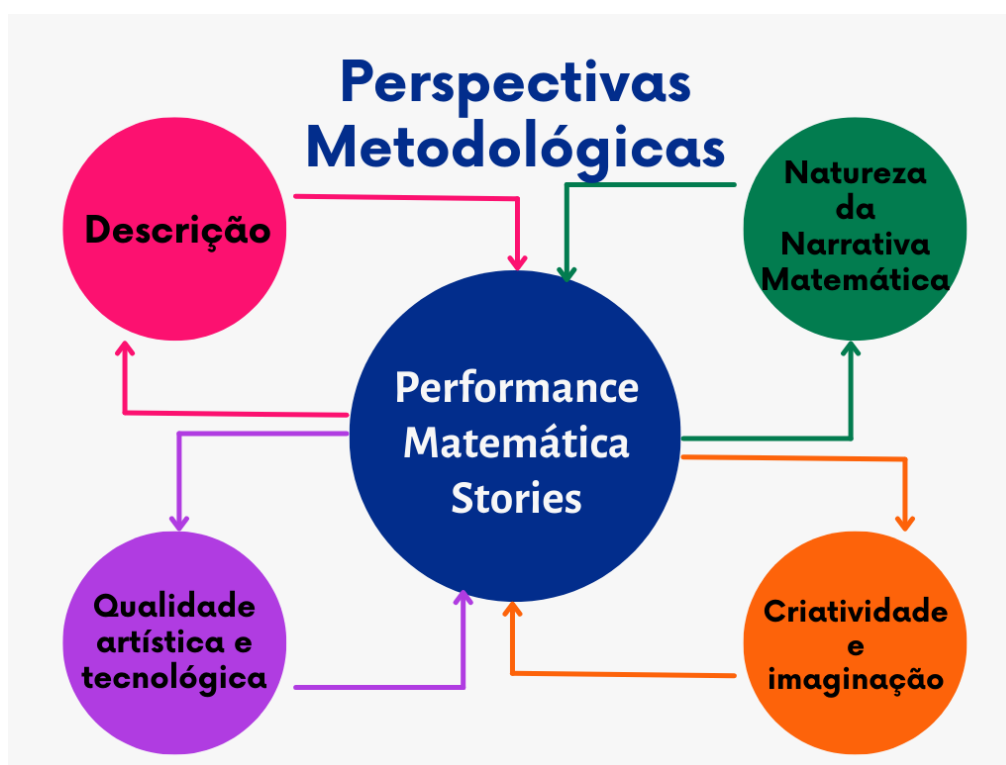 Perspectivas
Metodológicas
Descrição
Natureza
da
Narrativa
Matemática
Performance
Matemática
Stories
Qualidade
artística e
tecnológica
Criatividade
e
imaginação